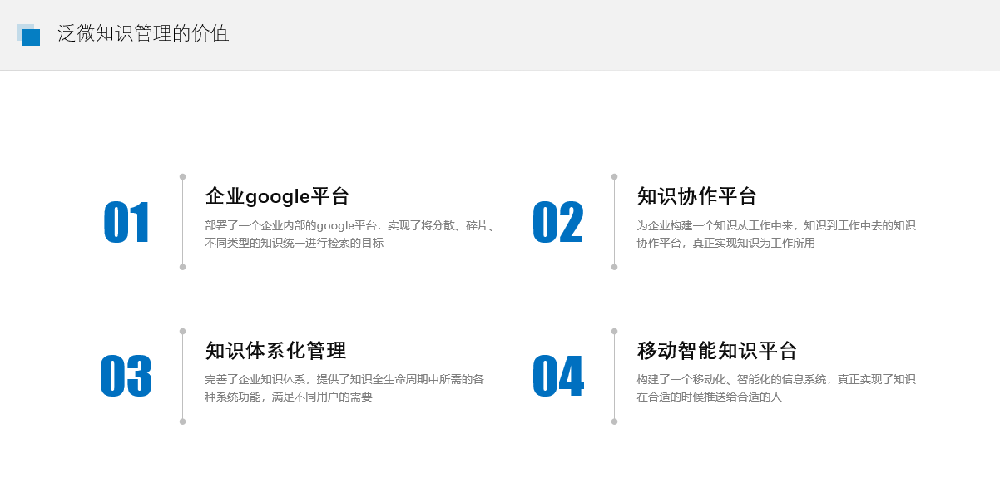 泛微知识管理的价值
01
企业google平台
部署了一个企业内部的google平台，实现了将分散、碎片、
不同类型的知识统一进行检索的目标
02
知识协作平台
为企业构建一个知识从工作中来，知识到工作中去的知识
协作平台，真正实现知识为工作所用
03
知识体系化管理
完善了企业知识体系，提供了知识全生命周期中所需的各
种系统功能，满足不同用户的需要
04
移动智能知识平台
构建了一个移动化、智能化的信息系统，真正实现了知识
在合适的时候推送给合适的人